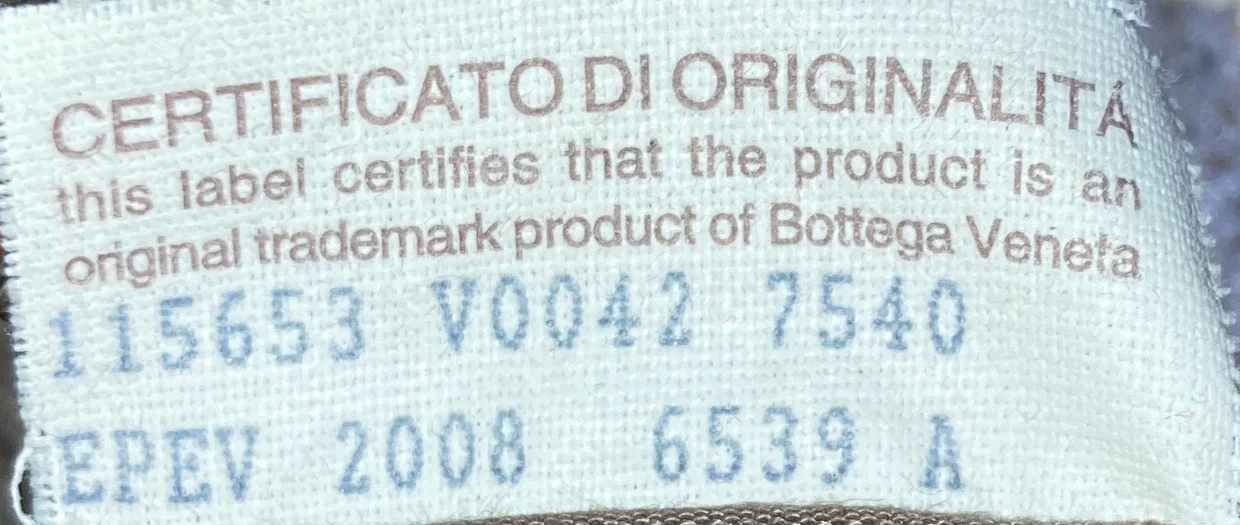 CERTIFICATO DI ORIGINALITÁ
this label certifies that the product is an
original trademark product of Bottega Veneta
115653 V0042 7540
EPEV 2008 6539 A